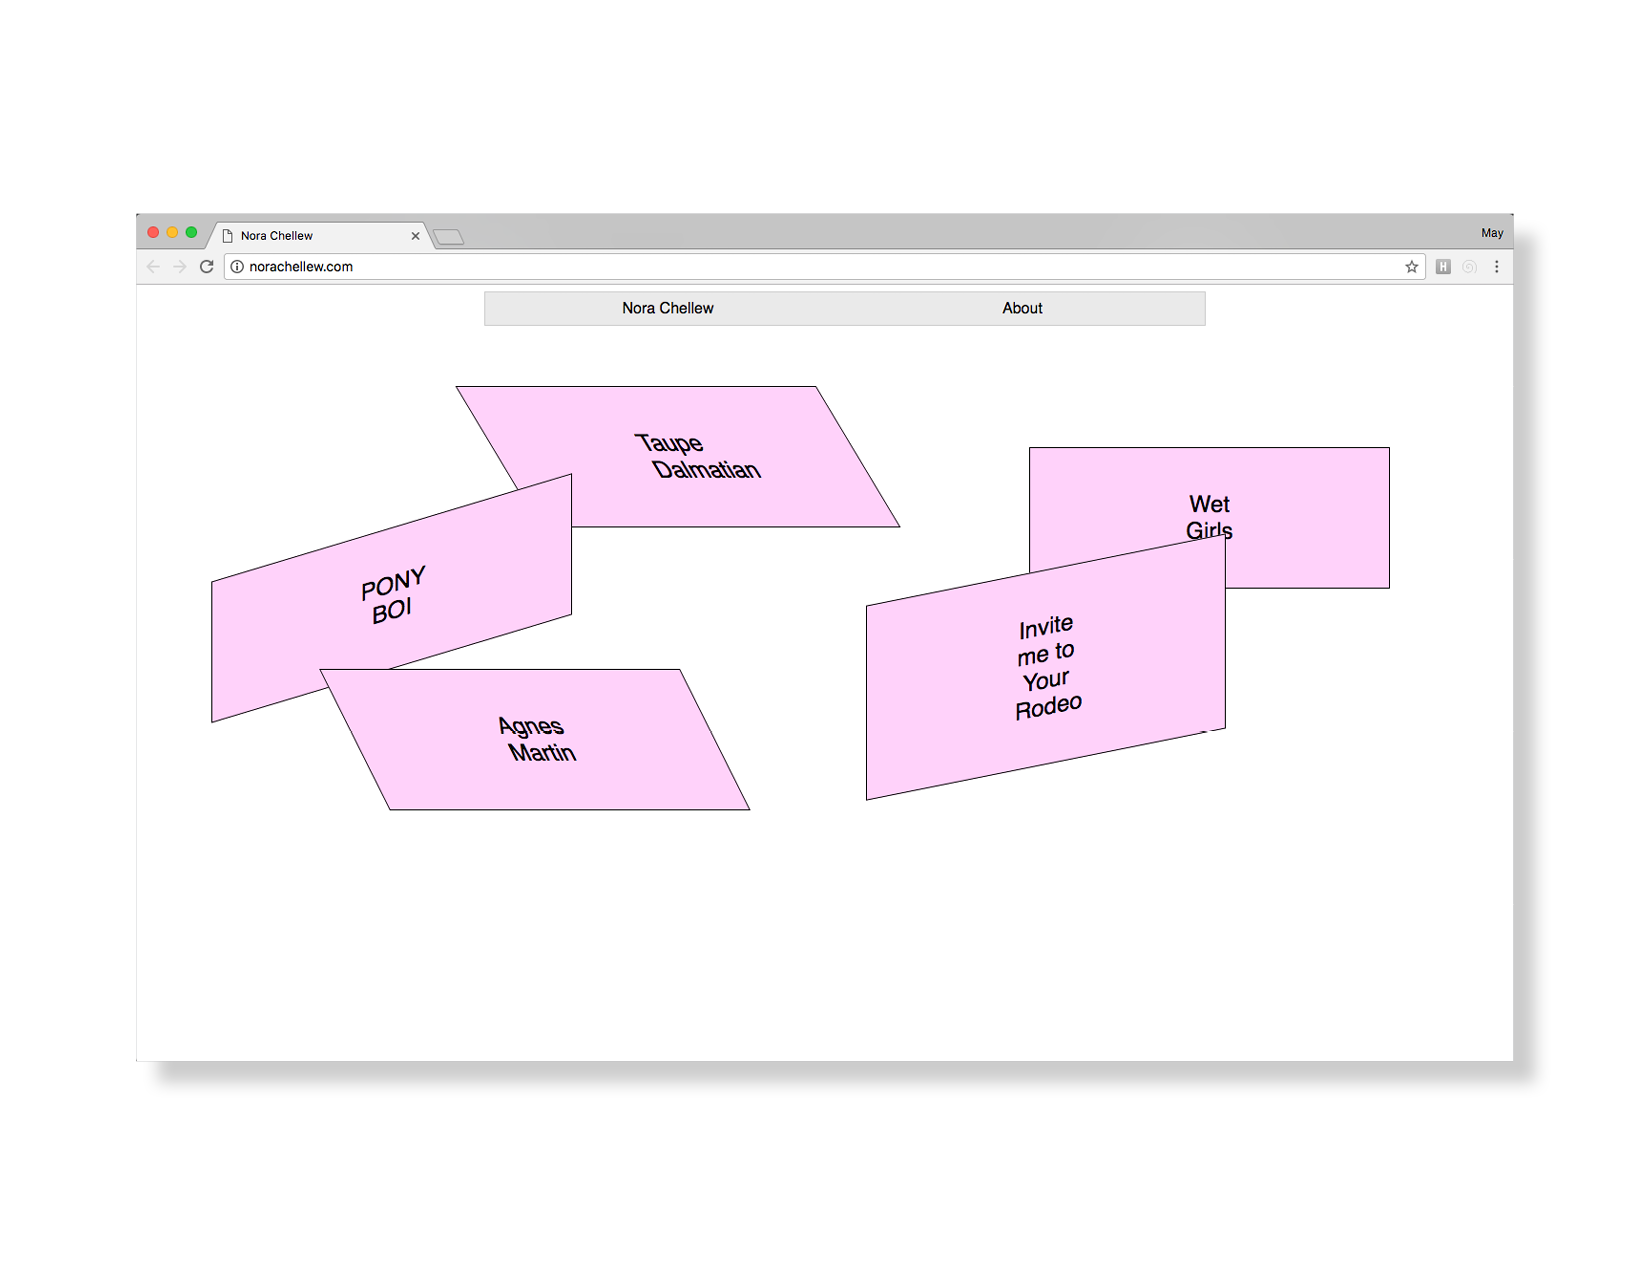 Nora Chellew
May
norachellew.com
H
Nora Chellew
About
Taupe
Dalmatian
Wet
Girls
PONY
BOI
Invite
me to
Your
Rodeo
Agnes
Martin